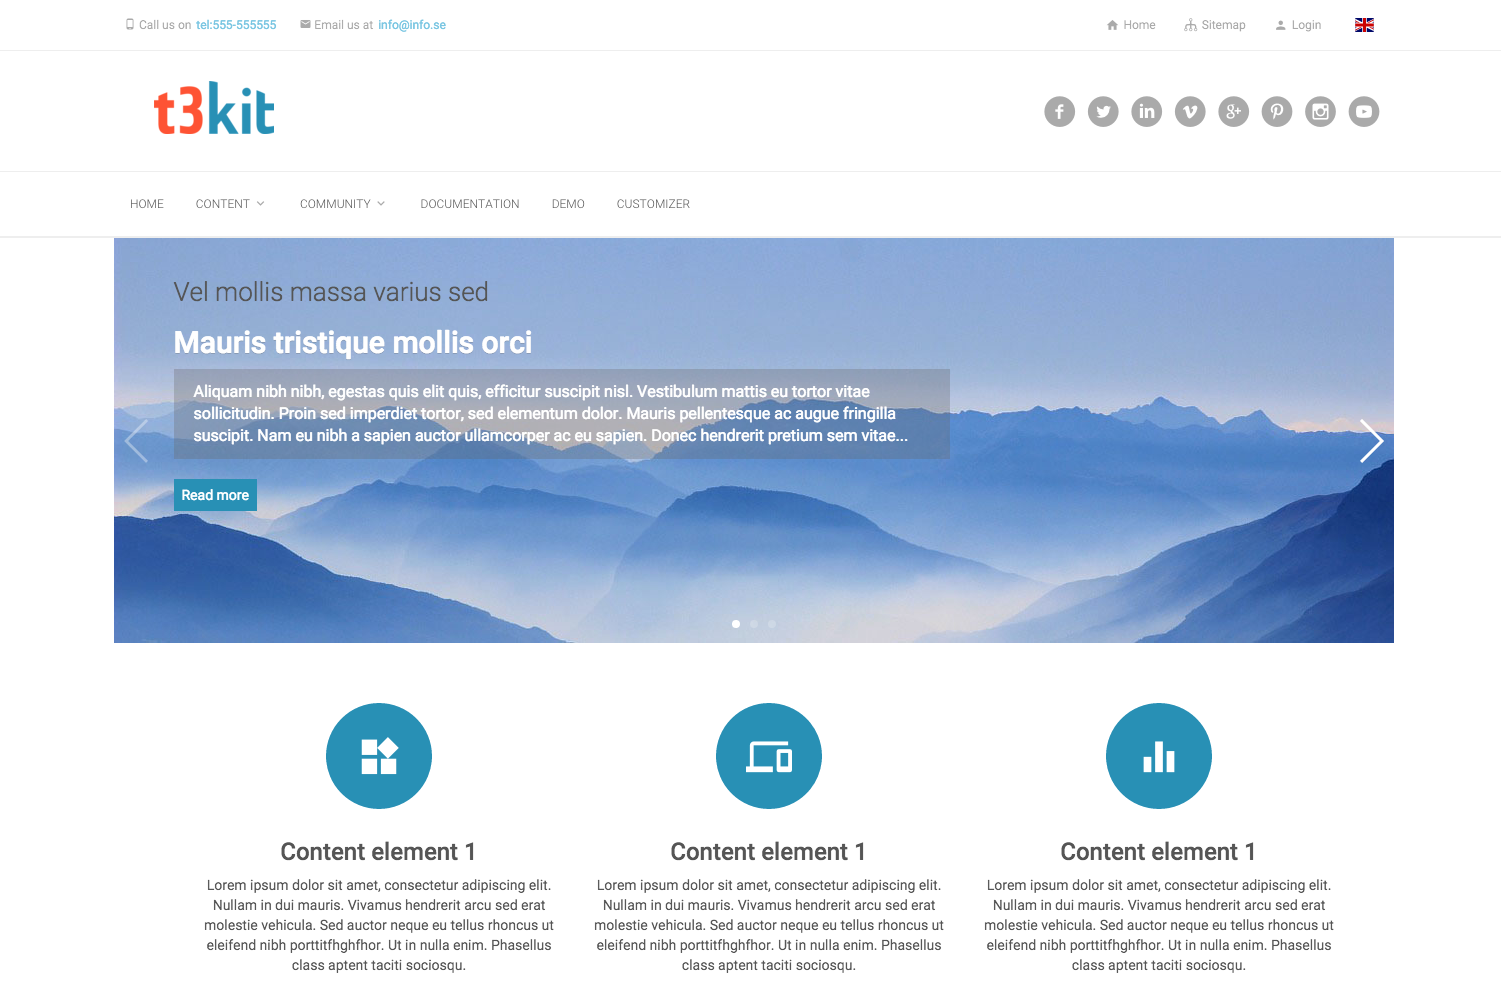 Call us on tel:555-555555 Email us at info@info.se Home Sitemap Login
t3kit
HOME CONTENT COMMUNITY DOCUMENTATION DEMO CUSTOMIZER
Vel mollis massa varius sed
Mauris tristique mollis orci
Aliquam nibh nibh, egestas quis elit quis, efficitur suscipit nisl. Vestibulum mattis eu tortor vitae
sollicitudin. Proin sed imperdiet tortor, sed elementum dolor. Mauris pellentesque ac augue fringilla
suscipit. Nam eu nibh a sapien auctor ullamcorper ac eu sapien. Donec hendrerit pretium sem vitae...
Read more
Content element 1
Lorem ipsum dolor sit amet, consectetur adipiscing elit.
Nullam in dui mauris. Vivamus hendrerit arcu sed erat
molestie vehicula. Sed auctor neque eu tellus rhoncus ut
eleifend nibh porttitfhghfhor. Ut in nulla enim. Phasellus
class aptent taciti sociosqu.
Content element 1
Lorem ipsum dolor sit amet, consectetur adipiscing elit.
Nullam in dui mauris. Vivamus hendrerit arcu sed erat
molestie vehicula. Sed auctor neque eu tellus rhoncus ut
eleifend nibh porttitfhghfhor. Ut in nulla enim. Phasellus
class aptent taciti sociosqu.
Content element 1
Lorem ipsum dolor sit amet, consectetur adipiscing elit.
Nullam in dui mauris. Vivamus hendrerit arcu sed erat
molestie vehicula. Sed auctor neque eu tellus rhoncus ut
eleifend nibh porttitfhghfhor. Ut in nulla enim. Phasellus
class aptent taciti sociosqu.